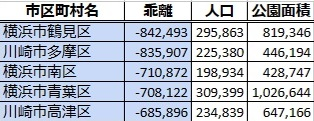 市区町村名 乖離 人口 公園面積
横浜市鶴見区 -842,493 295,863 819,346
川崎市多摩区 -835,907 225,380 446,194
横浜市南区 -710,872 198,934 428,747
横浜市青葉区 -708,122 309,399 1,026,644
川崎市高津区 -685,896 234,839 647,166